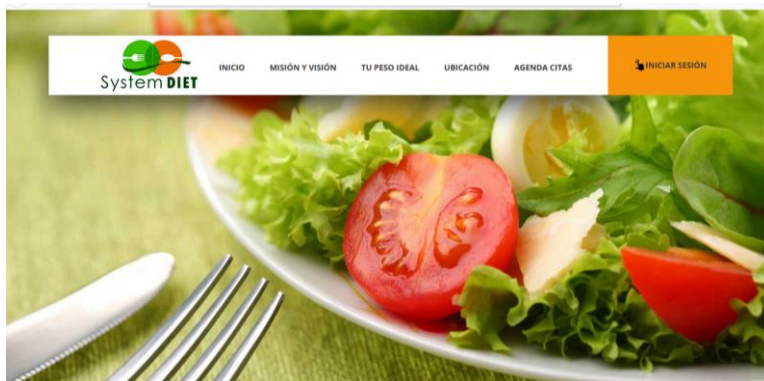 System DIET
INICIO
MISIÓN Y VISIÓN
TU PESO IDEAL
UBICACIÓN
AGENDA CITAS
INICIAR SESIÓN